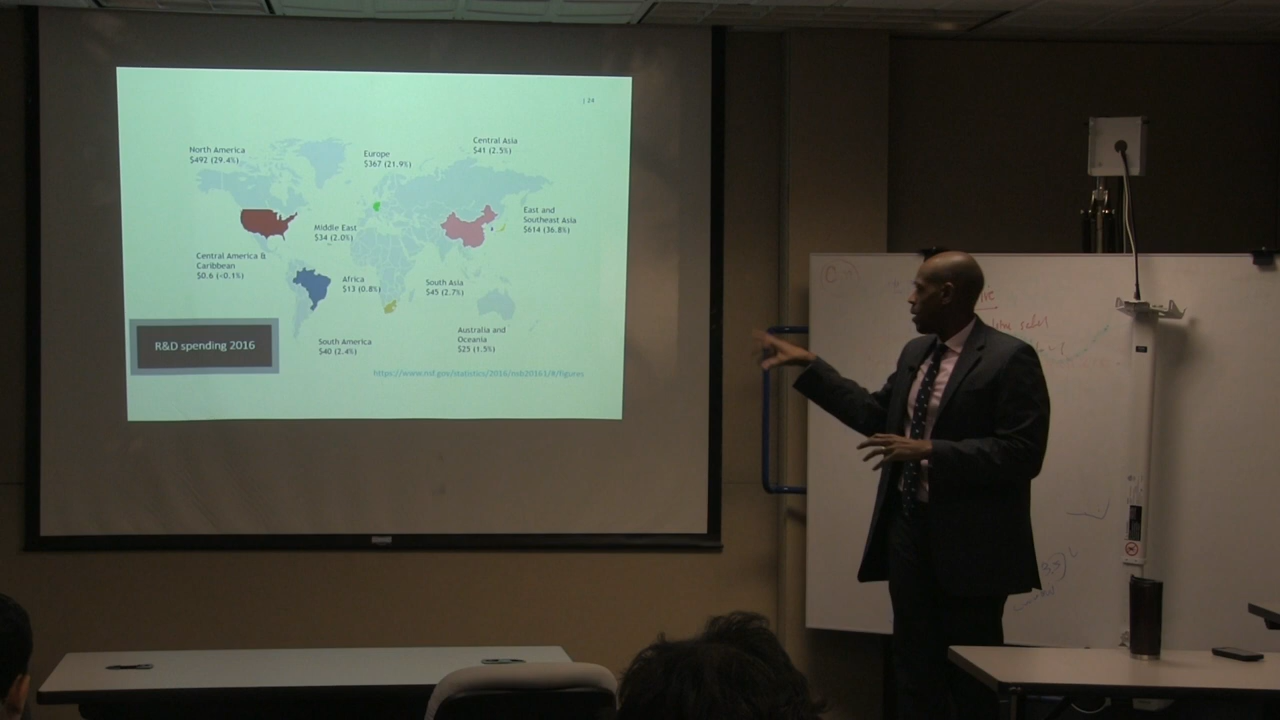 | 24
North America
$492 (29.4%)
Europe
$367 (21.9%)
Central Asia
$41 (2.5%)
East and
Southeast Asia
$614 (36.8%)
Middle East
$34 (2.0%)
Central America &
Caribbean
$0.6 (~0.1%)
Africa
$13 (0.8%)
South Asia
$45 (2.7%)
Australia and
Oceania
$25 (1.5%)
South America
$40 (2.4%)
R&D spending 2016
https://www.nsf.gov/statistics/2016/nsb20161/#/figures